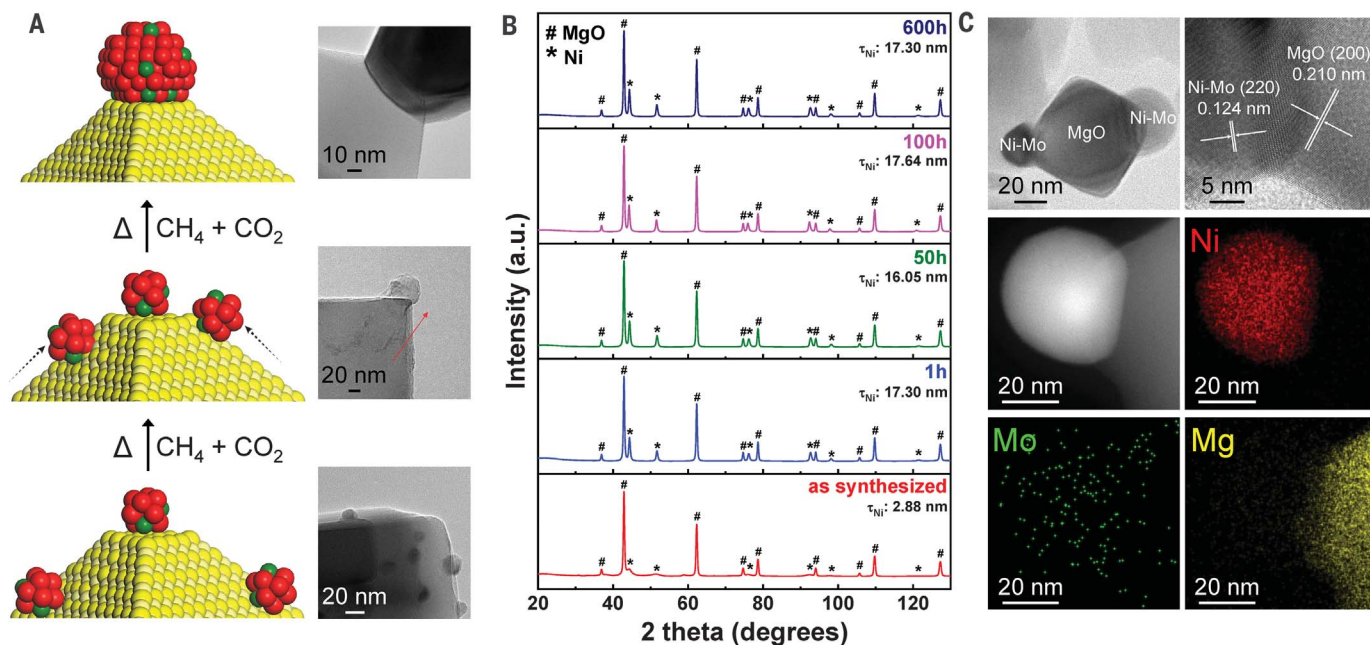 A
10 nm
Δ
CH₄ + CO₂
20 nm
Δ
CH₄ + CO₂
20 nm
B
Intensity (a.u.)
# MgO
* Ni
600h
τNi: 17.30 nm
# # * * # # * # * # * # # * #
100h
τNi: 17.64 nm
# # * * # # * # * # * # # * #
50h
τNi: 16.05 nm
# # * * # # * # * # * # # * #
1h
τNi: 17.30 nm
# # * * # # * # * # * # # * #
as synthesized
τNi: 2.88 nm
# # * * # # * # * # * # # * #
20 40 60 80 100 120
2 theta (degrees)
C
Ni-Mo
MgO
Ni-Mo
20 nm
MgO (200)
0.210 nm
Ni-Mo (220)
0.124 nm
5 nm
20 nm
Ni
20 nm
Mo
20 nm
Mg
20 nm